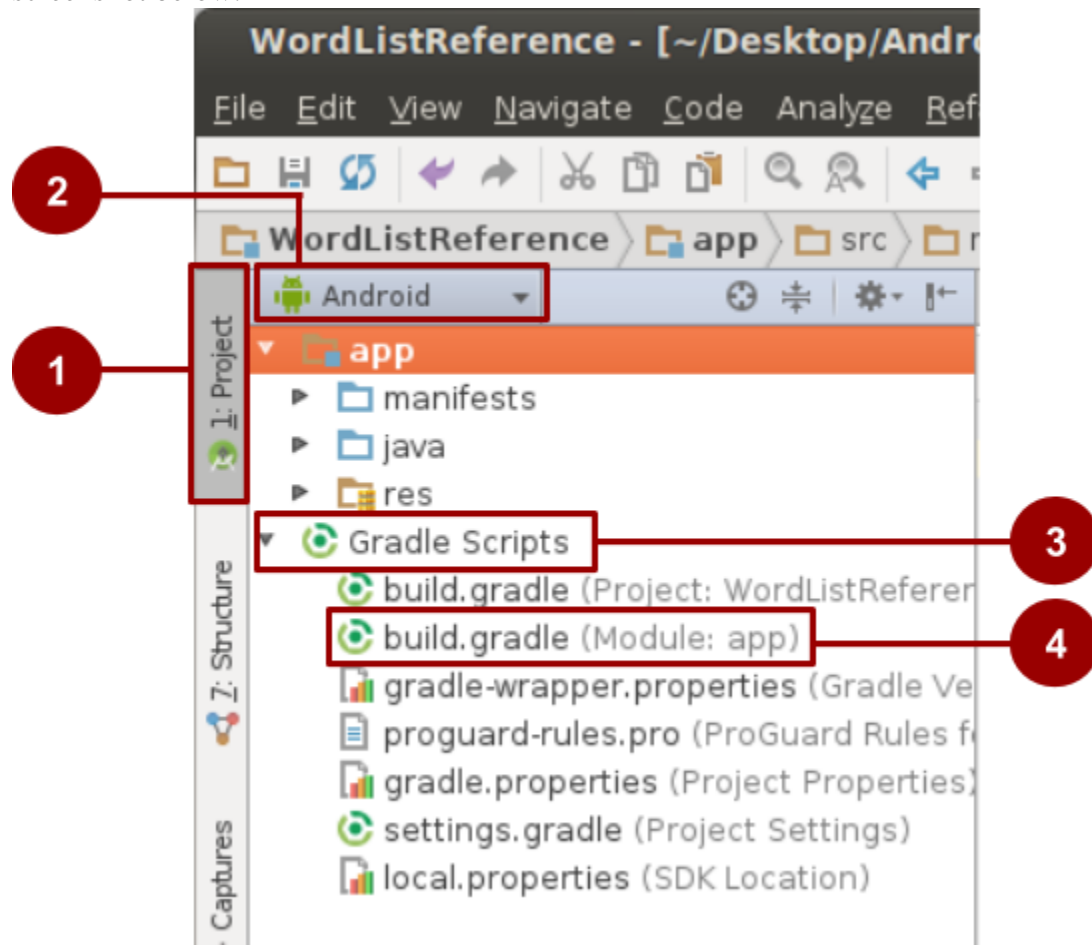 WordListReference - [~/Desktop/Andro
File Edit View Navigate Code Analyze Ref
2
WordListReference app src
Android
1
1: Project
app
manifests
java
res
Gradle Scripts
3
7: Structure
build.gradle (Project: WordListReferen
build.gradle (Module: app)
4
gradle-wrapper.properties (Gradle Ve
proguard-rules.pro (ProGuard Rules f
gradle.properties (Project Properties)
settings.gradle (Project Settings)
Captures
local.properties (SDK Location)